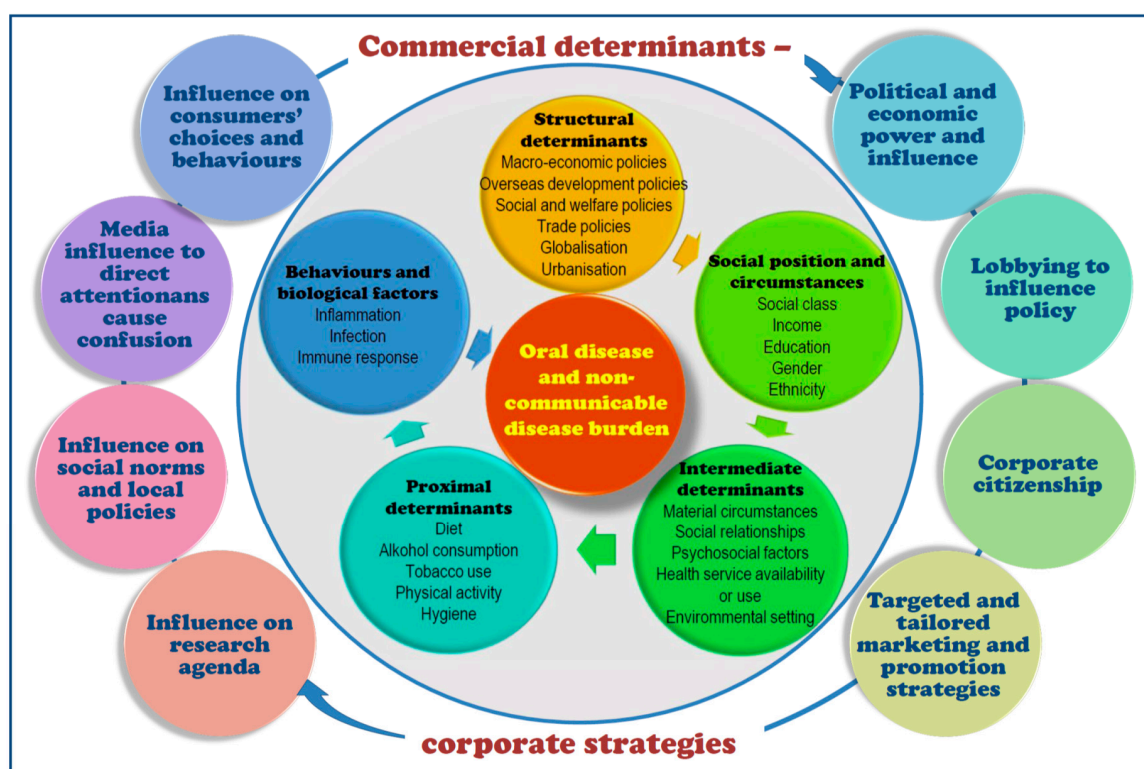 Commercial determinants –
Influence on
consumers'
choices and
behaviours
Media
influence to
direct
attentionans
cause
confusion
Influence on
social norms
and local
policies
Influence on
research
agenda
Political and
economic
power and
influence
Lobbying to
influence
policy
Corporate
citizenship
Targeted and
tailored
marketing and
promotion
strategies
corporate strategies
Structural
determinants
Macro-economic policies
Overseas development policies
Social and welfare policies
Trade policies
Globalisation
Urbanisation
Social position and
circumstances
Social class
Income
Education
Gender
Ethnicity
Intermediate
determinants
Material circumstances
Social relationships
Psychosocial factors
Health service availability
or use
Envirommental setting
Proximal
determinants
Diet
Alkohol consumption
Tobacco use
Physical activity
Hygiene
Behaviours and
biological factors
Inflammation
Infection
Immune response
Oral disease
and non-
communicable
disease burden